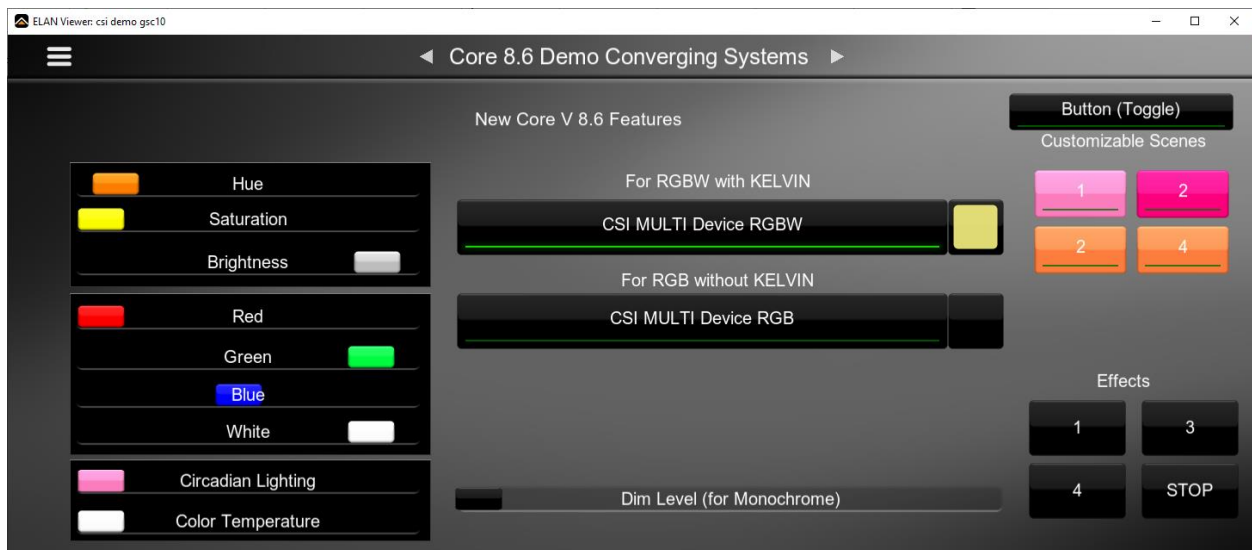 ELAN Viewer: csi demo gsc10
Core 8.6 Demo Converging Systems
New Core V 8.6 Features
Button (Toggle)
Customizable Scenes
1
2
2
4
Hue
Saturation
Brightness
Red
Green
Blue
White
Circadian Lighting
Color Temperature
For RGBW with KELVIN
CSI MULTI Device RGBW
For RGB without KELVIN
CSI MULTI Device RGB
Dim Level (for Monochrome)
Effects
1
3
4
STOP